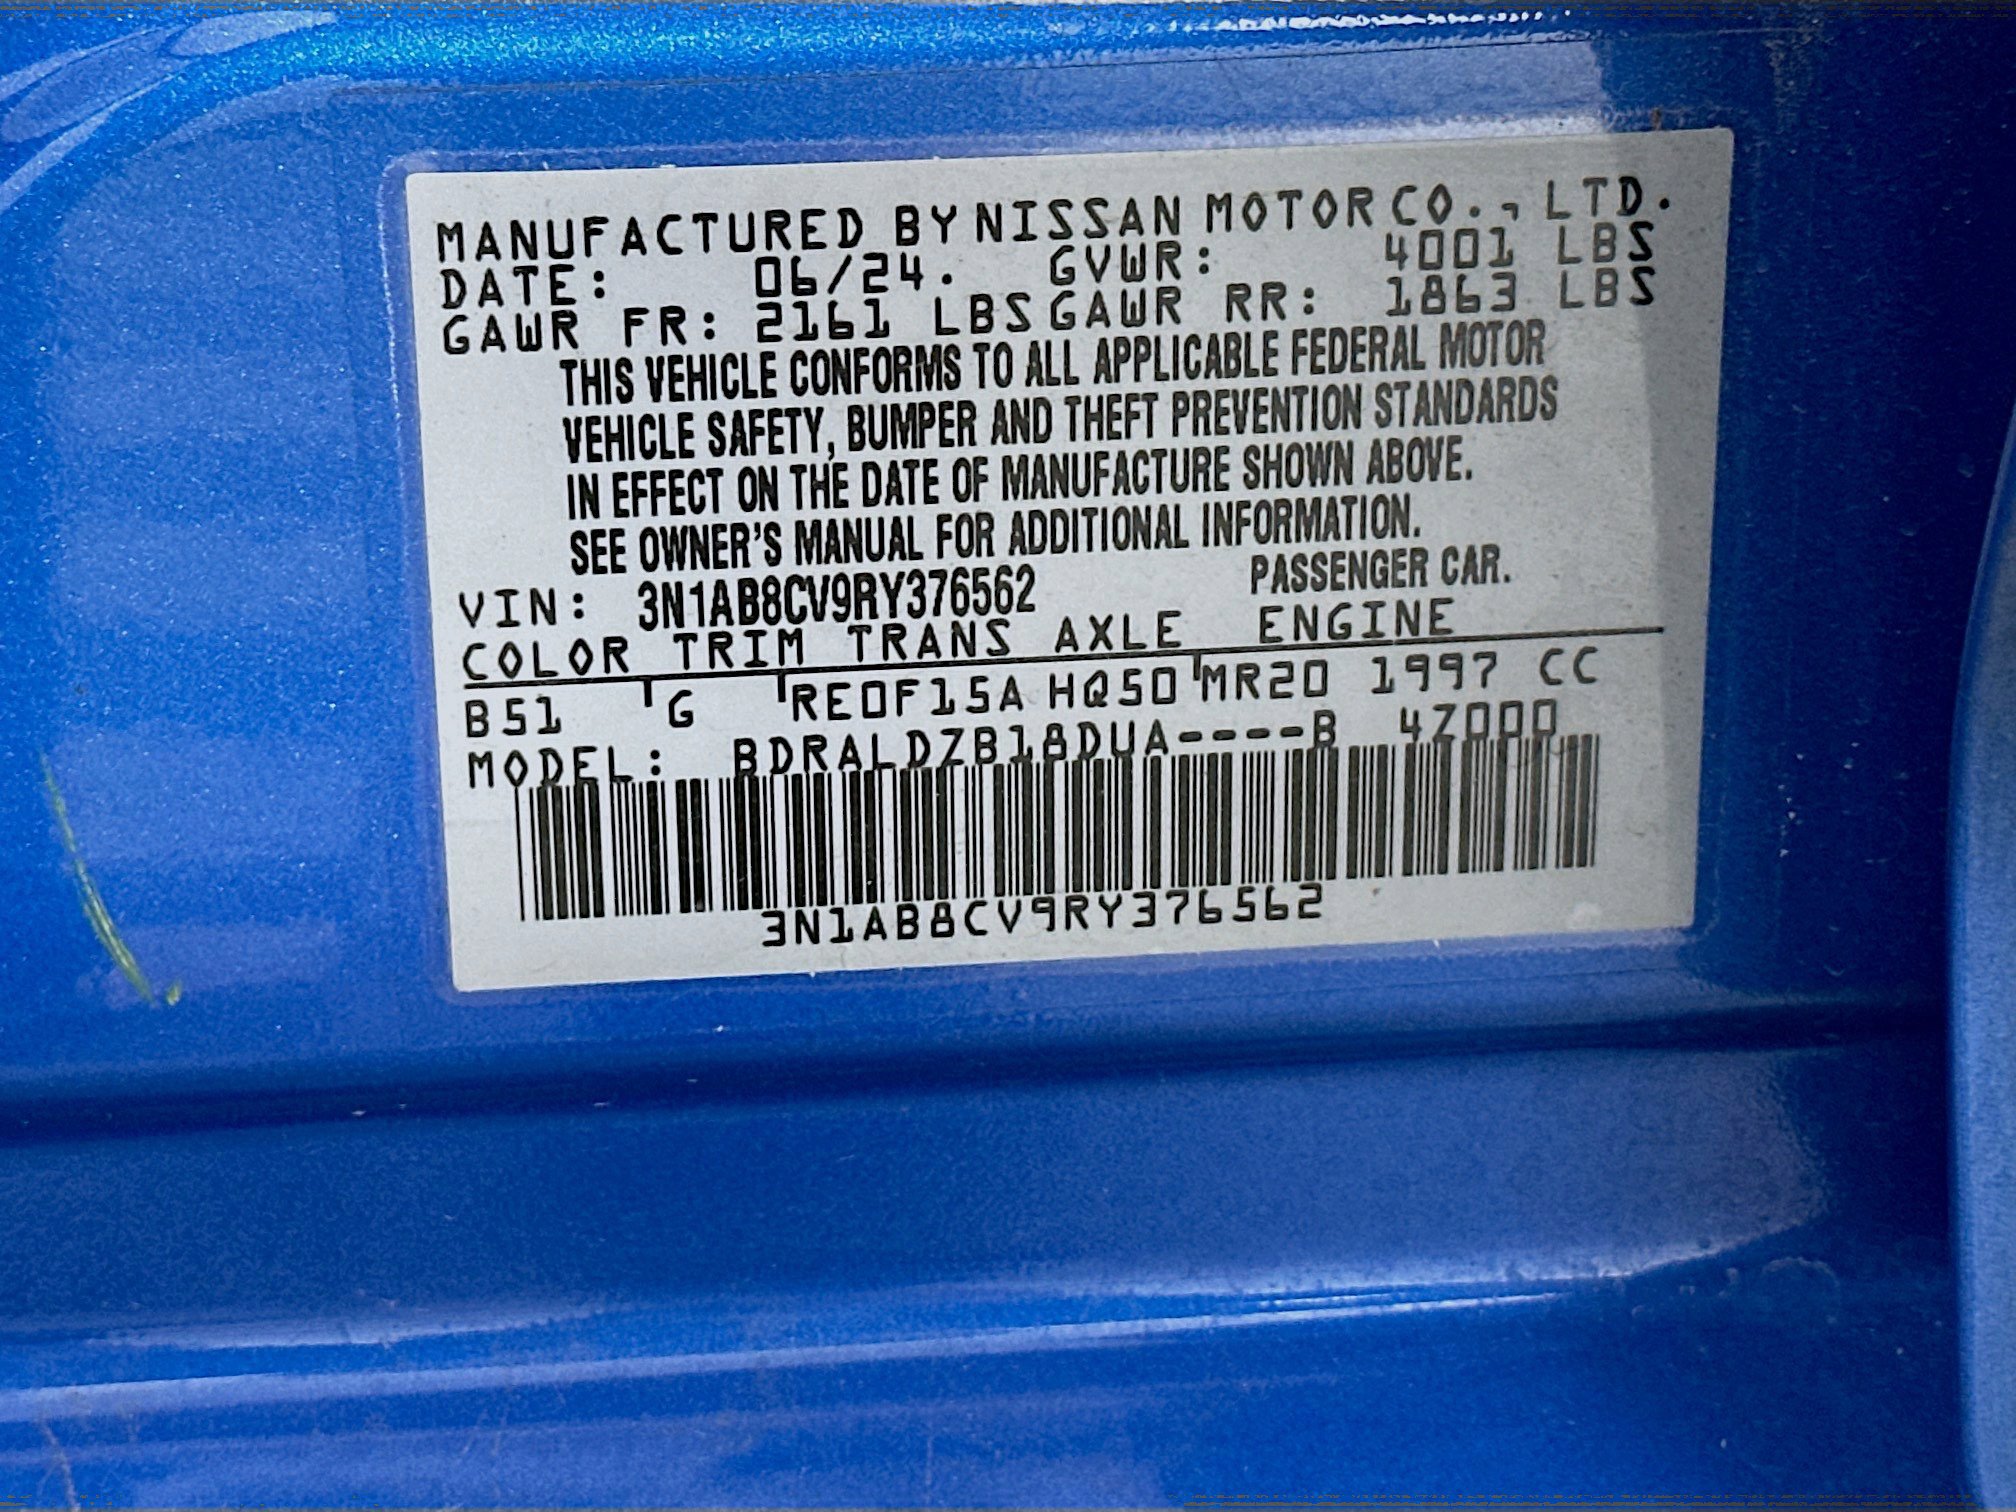 MANUFACTURED BY NISSAN MOTOR CO., LTD.
DATE: 06/24. GVWR: 4001 LBS
GAWR FR: 2161 LBS GAWR RR: 1863 LBS
THIS VEHICLE CONFORMS TO ALL APPLICABLE FEDERAL MOTOR
VEHICLE SAFETY, BUMPER AND THEFT PREVENTION STANDARDS
IN EFFECT ON THE DATE OF MANUFACTURE SHOWN ABOVE.
SEE OWNER'S MANUAL FOR ADDITIONAL INFORMATION.
VIN: 3N1AB8CV9RY376562 PASSENGER CAR.
COLOR TRIM TRANS AXLE ENGINE
B51 G RE0F15A HQ50 MR20 1997 CC
MODEL: BDRALDZB18DUA----B 4Z000
3N1AB8CV9RY376562